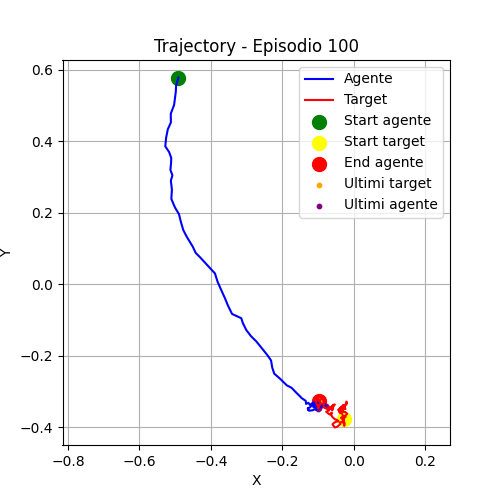 Trajectory - Episodio 100
Agente
Target
Start agente
Start target
End agente
Ultimi target
Ultimi agente
0.6
0.4
0.2
0.0
−0.2
−0.4
Y
−0.8
−0.6
−0.4
−0.2
0.0
0.2
X